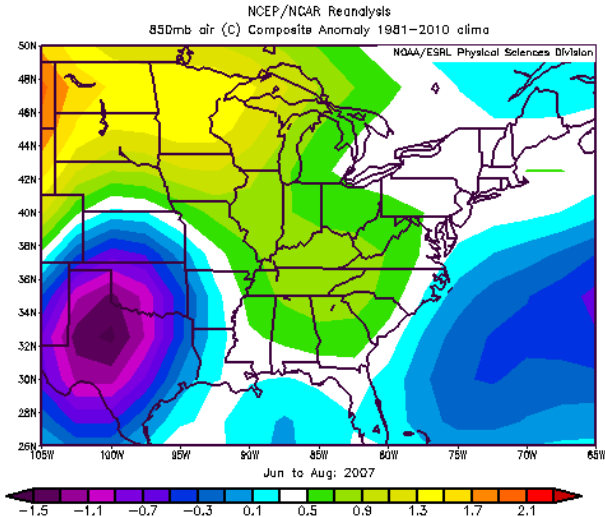 NCEP/NCAR Reanalysis
850mb air (C) Composite Anomaly 1981-2010 clima
NOAA/ESRL Physical Sciences Division
50N
48N
46N
44N
42N
40N
38N
36N
34N
32N
30N
28N
26N
105W 100W 95W 90W 85W 80W 75W 70W 65W
Jun to Aug: 2007
-1.5 -1.1 -0.7 -0.3 0.1 0.5 0.9 1.3 1.7 2.1